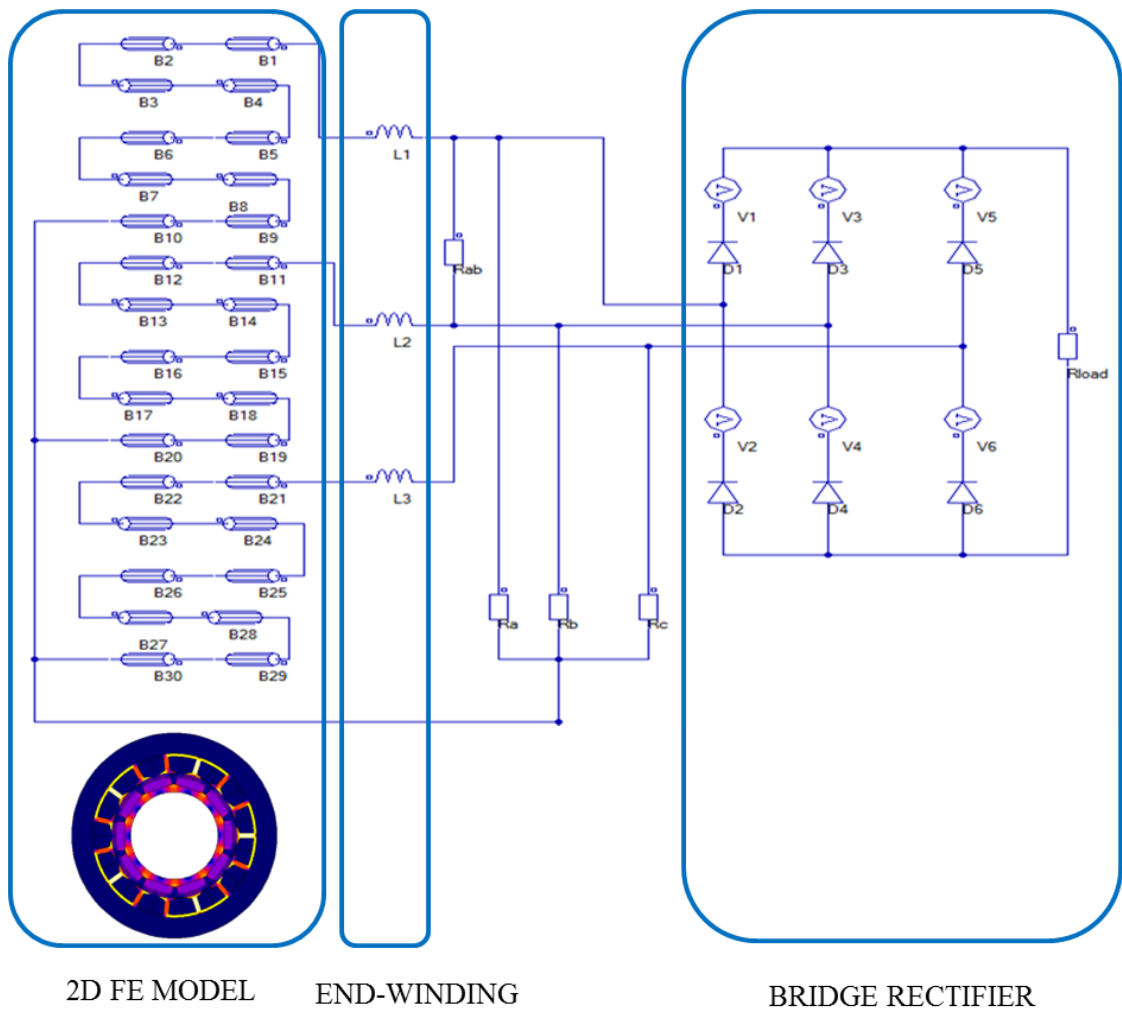 B2 B1
B3 B4
B6 B5
L1
B7 B8
V1 V3 V5
B10 B9
B12 B11
Rab
D1 D3 D5
B13 B14
L2
B16 B15
Rload
B17 B18
V2 V4 V6
B20 B19
B22 B21
L3
D2 D4 D6
B23 B24
B26 B25
Ra Rb Rc
B27 B28
B30 B29
2D FE MODEL
END-WINDING
BRIDGE RECTIFIER